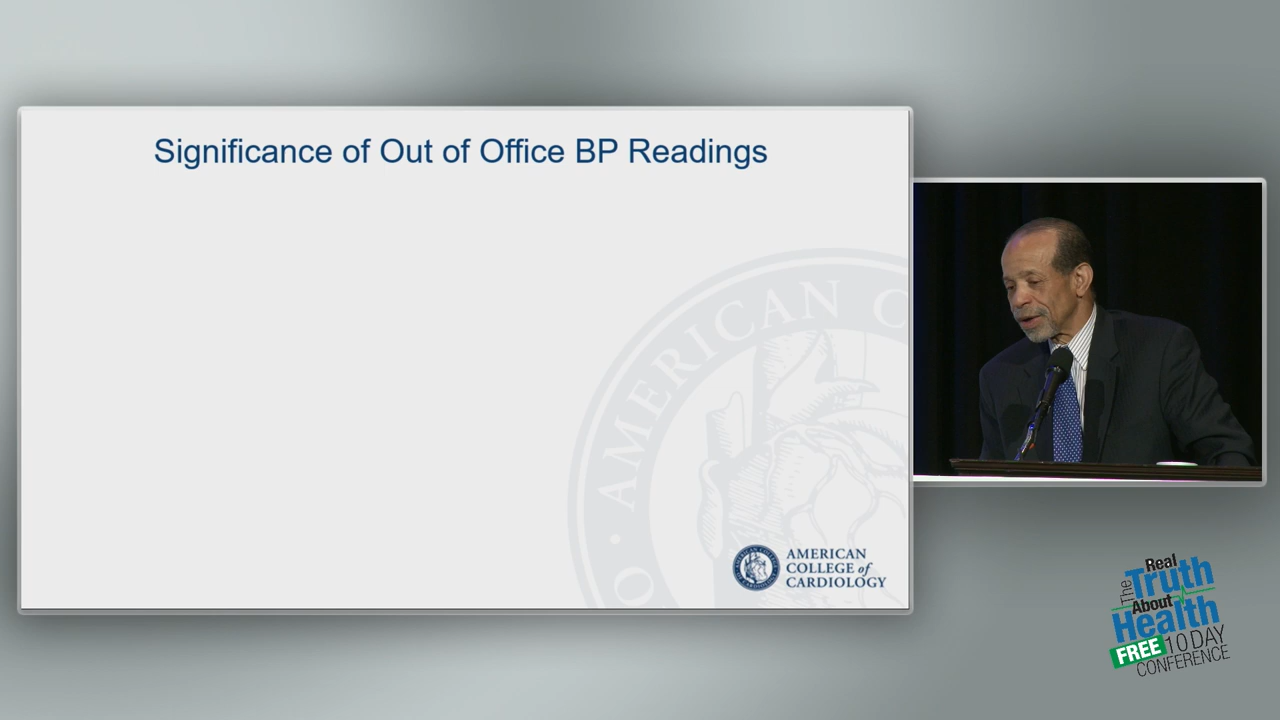 Significance of Out of Office BP Readings
AMERICAN C
O
AMERICAN
COLLEGE of
CARDIOLOGY
The Real
Truth
About
Health
FREE 10 DAY
CONFERENCE